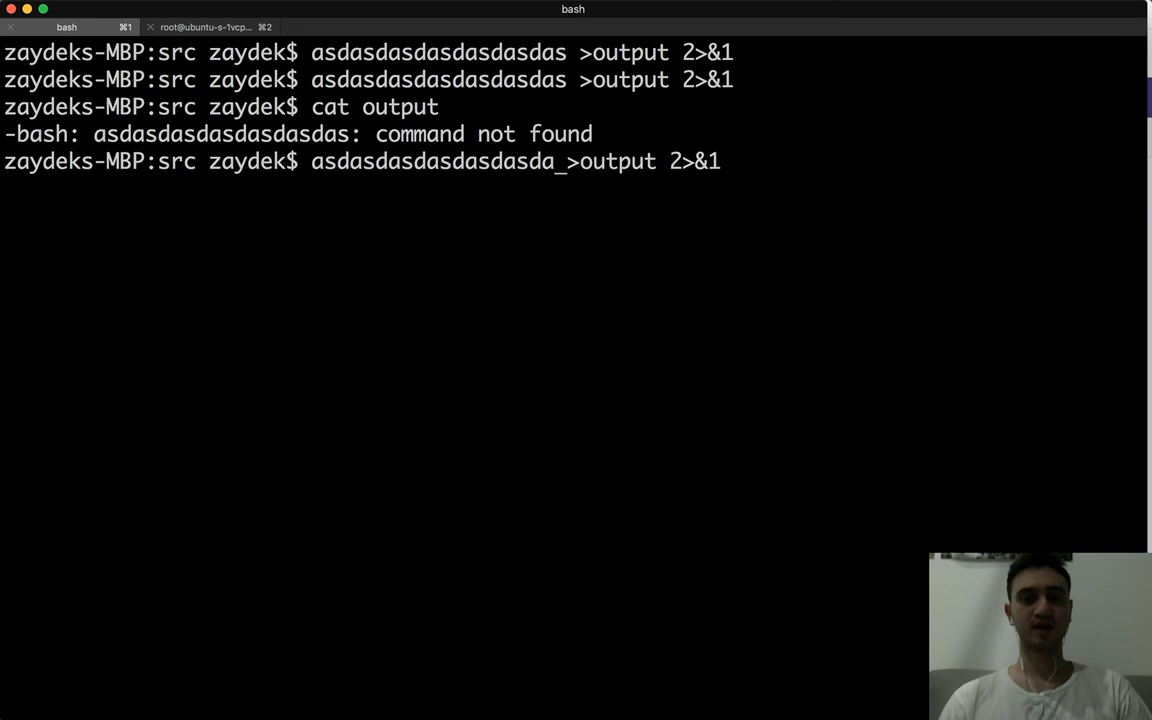 bash
bash ⌘1
root@ubuntu-s-1vcp... ⌘2
zaydeks-MBP:src zaydek$ asdasdasdasdasdasdas >output 2>&1
zaydeks-MBP:src zaydek$ asdasdasdasdasdasdas >output 2>&1
zaydeks-MBP:src zaydek$ cat output
-bash: asdasdasdasdasdasdas: command not found
zaydeks-MBP:src zaydek$ asdasdasdasdasdasda_>output 2>&1